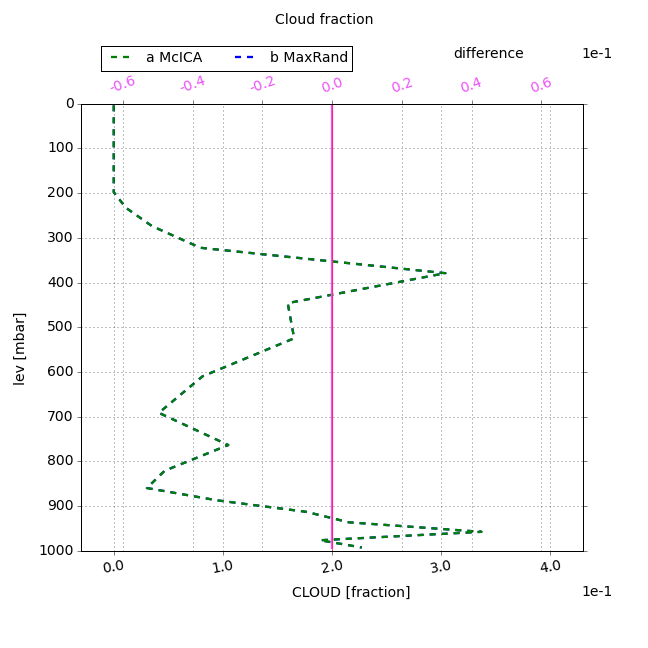 Cloud fraction
a McICA b MaxRand difference 1e-1
-0.6 -0.4 -0.2 0.0 0.2 0.4 0.6
0
100
200
300
400
500
600
700
800
900
1000
lev [mbar]
0.0 1.0 2.0 3.0 4.0
CLOUD [fraction] 1e-1